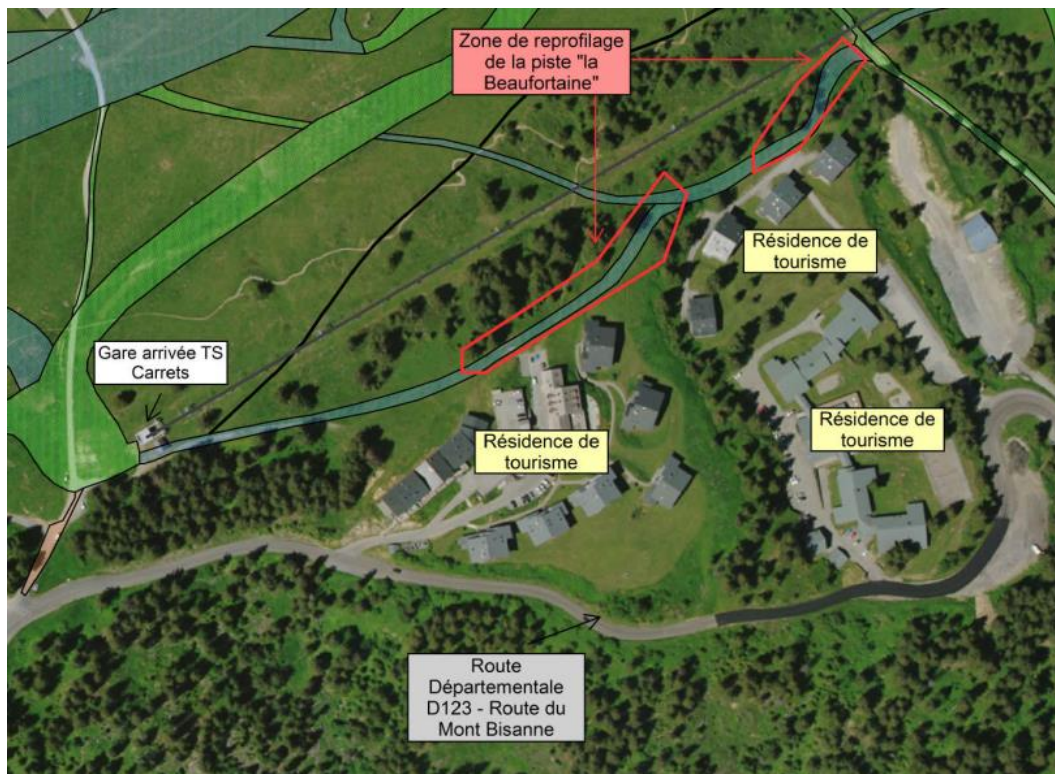 Zone de reprofilage
de la piste "la
Beaufortaine"
Résidence de
tourisme
Gare arrivée TS
Carrets
Résidence de
tourisme
Résidence de
tourisme
Route
Départementale
D123 - Route du
Mont Bisanne